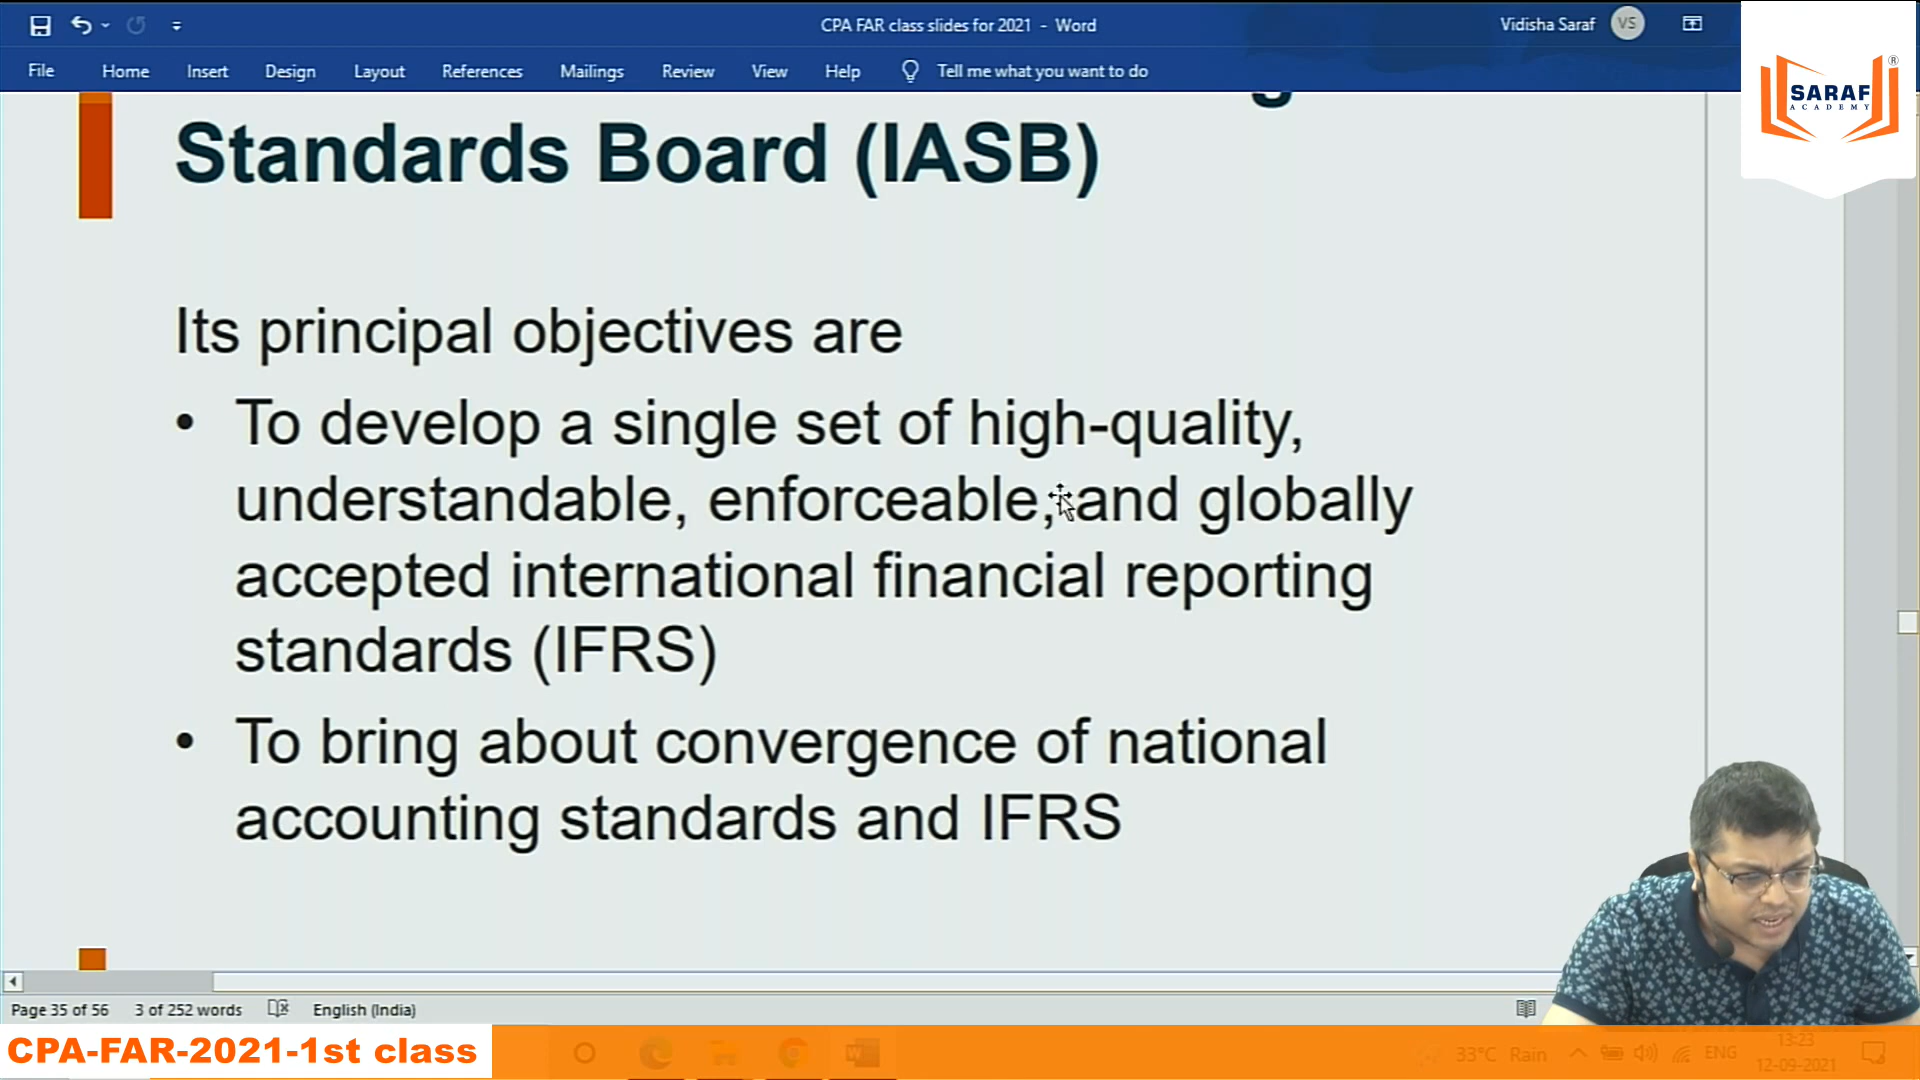 CPA FAR class slides for 2021 - Word
Vidisha Saraf
VS
File Home Insert Design Layout References Mailings Review View Help Tell me what you want to do
SARAF
ACADEMY
®
Standards Board (IASB)
Its principal objectives are
• To develop a single set of high-quality,
understandable, enforceable, and globally
accepted international financial reporting
standards (IFRS)
• To bring about convergence of national
accounting standards and IFRS
Page 35 of 56 3 of 252 words English (India)
CPA-FAR-2021-1st class
33°C Rain ENG
13:23
12-09-2021